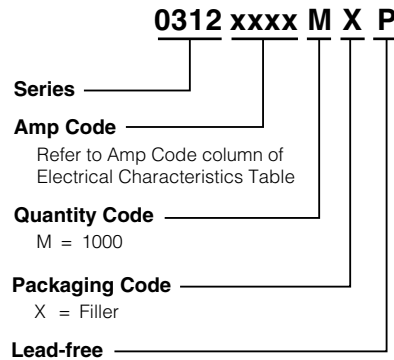 0312 xxxx M X P
Series
Amp Code
Refer to Amp Code column of
Electrical Characteristics Table
Quantity Code
M = 1000
Packaging Code
X = Filler
Lead-free